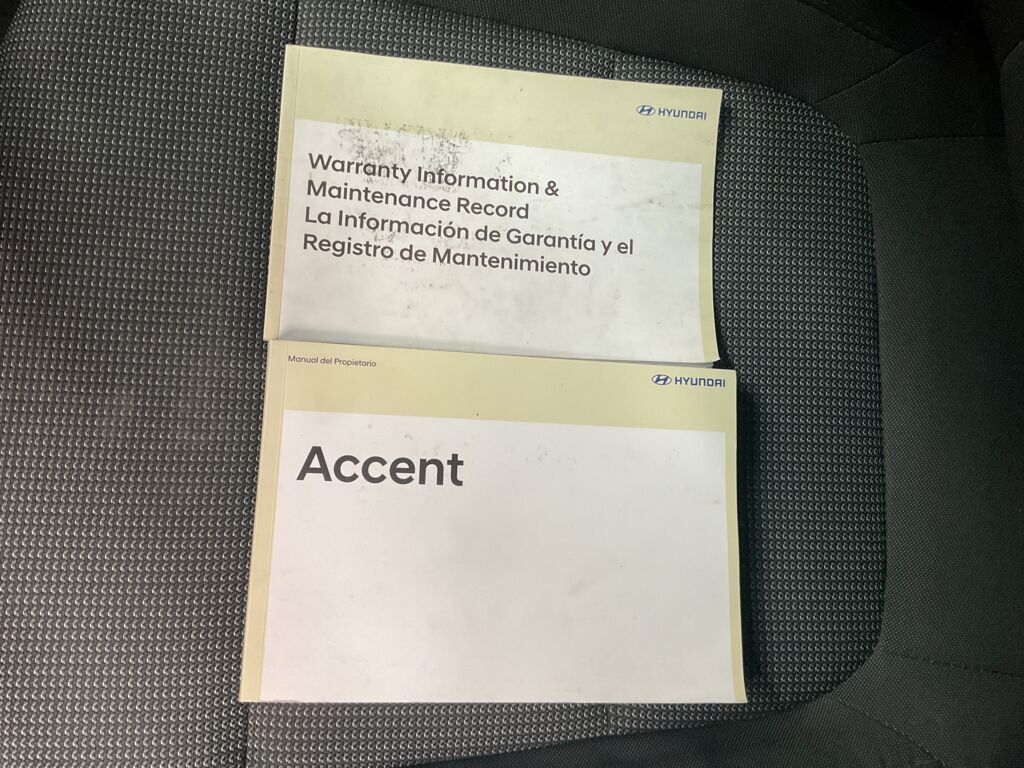 HYUNDAI
Warranty Information &
Maintenance Record
La Información de Garantía y el
Registro de Mantenimiento
Manual del Propietario
HYUNDAI
Accent